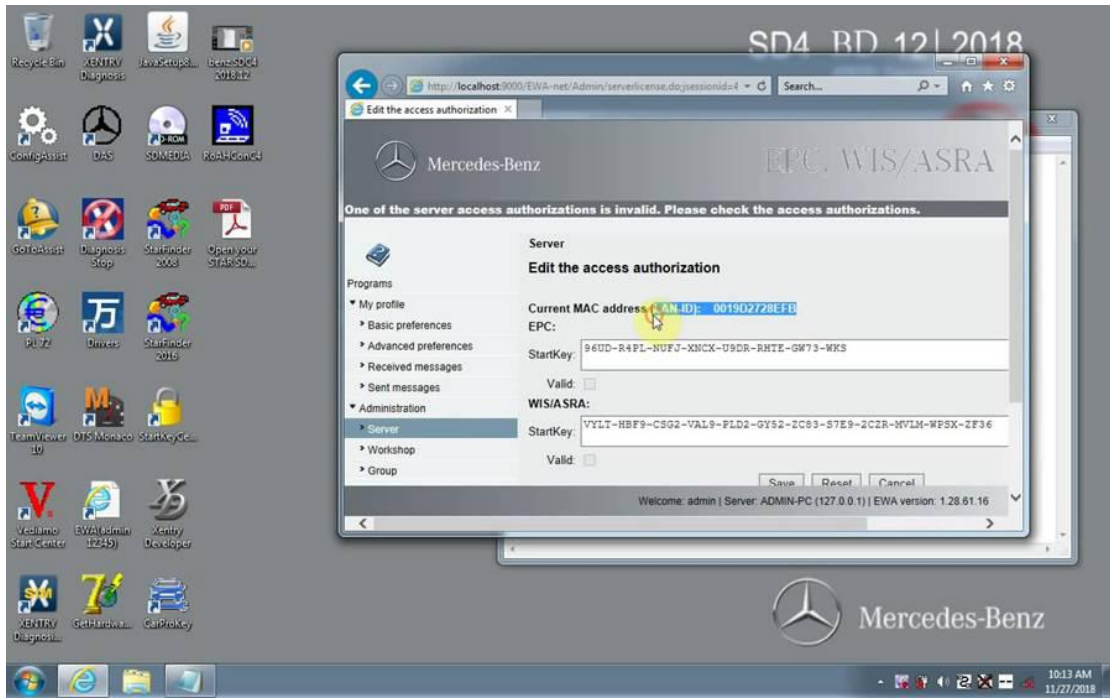 SD4 BD 12|2018
Recycle Bin
XENTRY Diagnosis
JavaSetup8...
benz SDC4 2018.12
http://localhost:9000/EWA-net/Admin/serverlicense.do;jsessionid=4
Search...
Edit the access authorization
ConfigAssist
DAS
SDMEDIA
RoAHConC4
Mercedes-Benz
EPC, WIS/ASRA
One of the server access authorizations is invalid. Please check the access authorizations.
GoToAssist
Diagnosis Stop
StarFinder 2008
Open your STAR/SD...
Server
Edit the access authorization
Programs
My profile
Basic preferences
Advanced preferences
Received messages
Sent messages
Administration
Server
Workshop
Group
Current MAC address (LAN-ID): 0019D2728EFB
EPC:
StartKey:
96UD-R4PL-NUFJ-XNCX-U9DR-RHTE-GW73-WKS
Valid:
WIS/ASRA:
StartKey:
VYLT-HBF9-CSG2-VAL9-PLD2-GY52-ZC83-S7E9-2CZR-MVLM-WPSX-ZF36
Valid:
Save
Reset
Cancel
Welcome: admin | Server: ADMIN-PC (127.0.0.1) | EWA version: 1.28.61.16
PL72
Drivers
StarFinder 2016
TeamViewer 10
DTS Monaco
StartKeyGe...
Vediamo Start Center
EWA(admin 12345)
Xentry Developer
XENTRY Diagnosi...
GetHardwa...
CarProKey
Mercedes-Benz
10:13 AM
11/27/2018